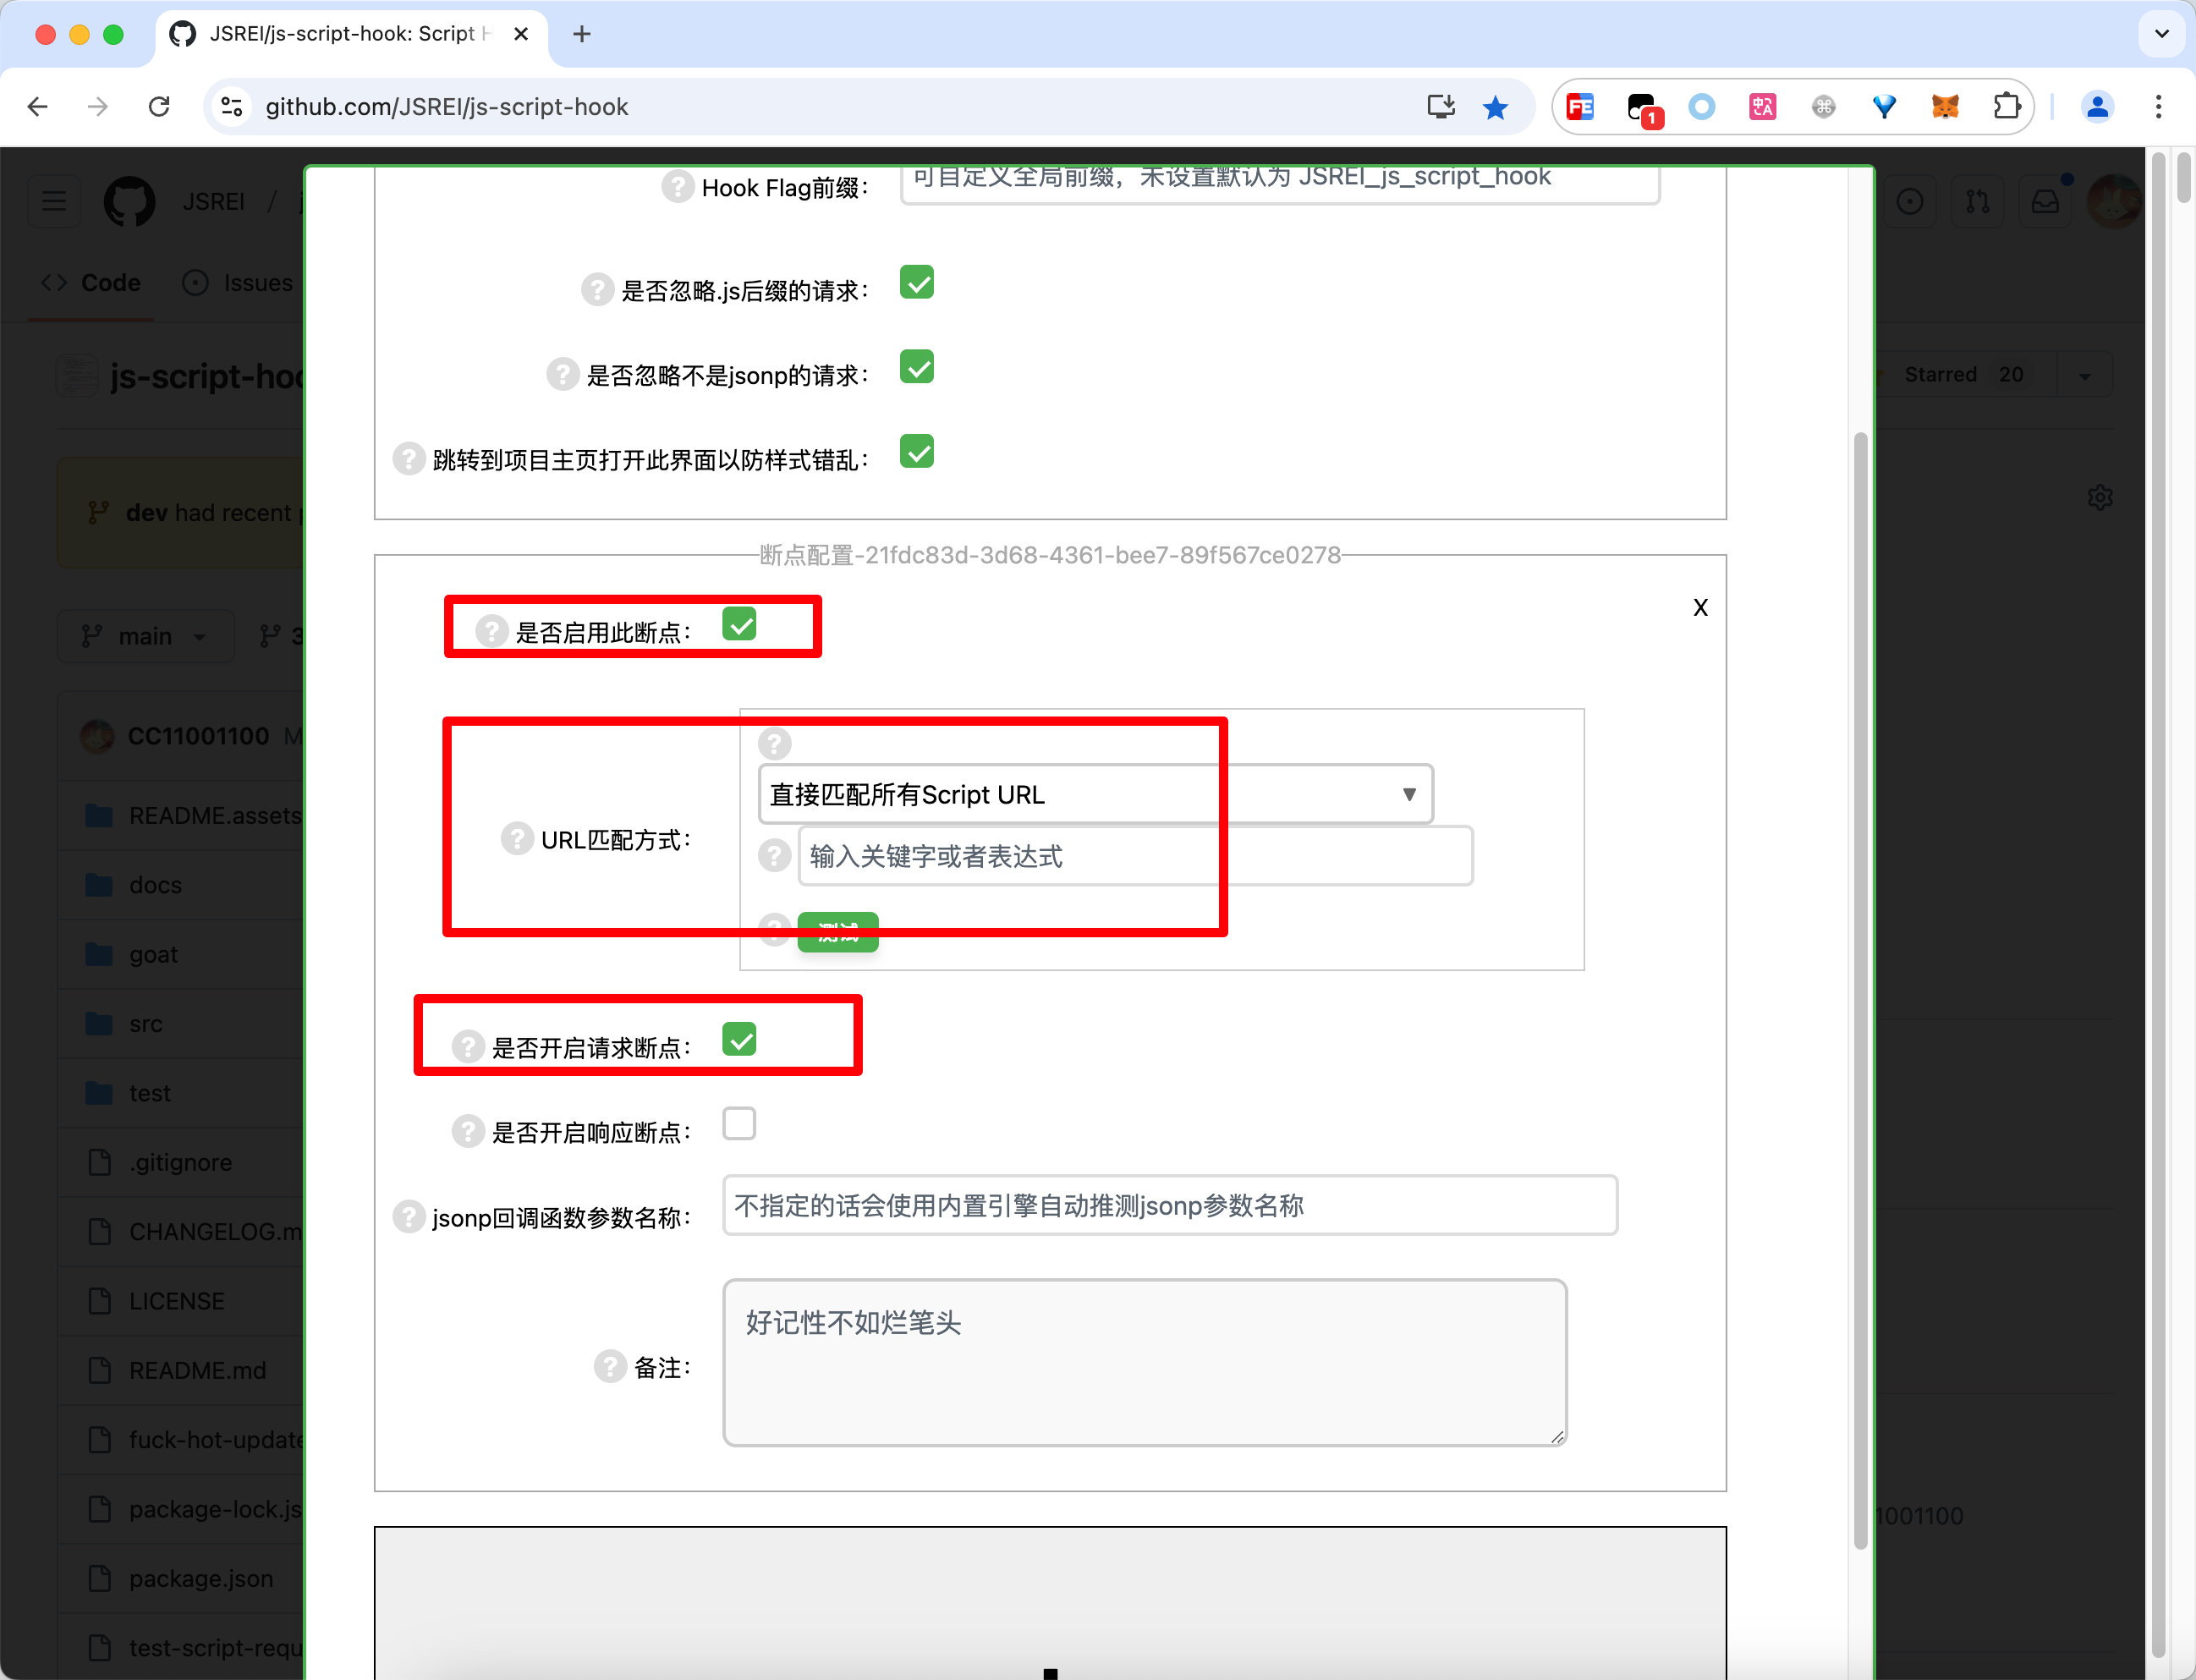 JSREI/js-script-hook: Script H
github.com/JSREI/js-script-hook
1
JSREI /
Code
Issues
js-script-hoo
Starred 20
dev had recent
main
3
CC11001100 M
README.assets
docs
goat
src
test
.gitignore
CHANGELOG.m
LICENSE
README.md
fuck-hot-update
package-lock.js
package.json
test-script-requ
1001100
Hook Flag前缀：
可自定义全局前缀，未设置默认为 JSREI_js_script_hook
是否忽略.js后缀的请求：
是否忽略不是jsonp的请求：
跳转到项目主页打开此界面以防样式错乱：
断点配置-21fdc83d-3d68-4361-bee7-89f567ce0278
X
是否启用此断点：
URL匹配方式：
直接匹配所有Script URL
输入关键字或者表达式
测试
是否开启请求断点：
是否开启响应断点：
jsonp回调函数参数名称：
不指定的话会使用内置引擎自动推测jsonp参数名称
备注：
好记性不如烂笔头